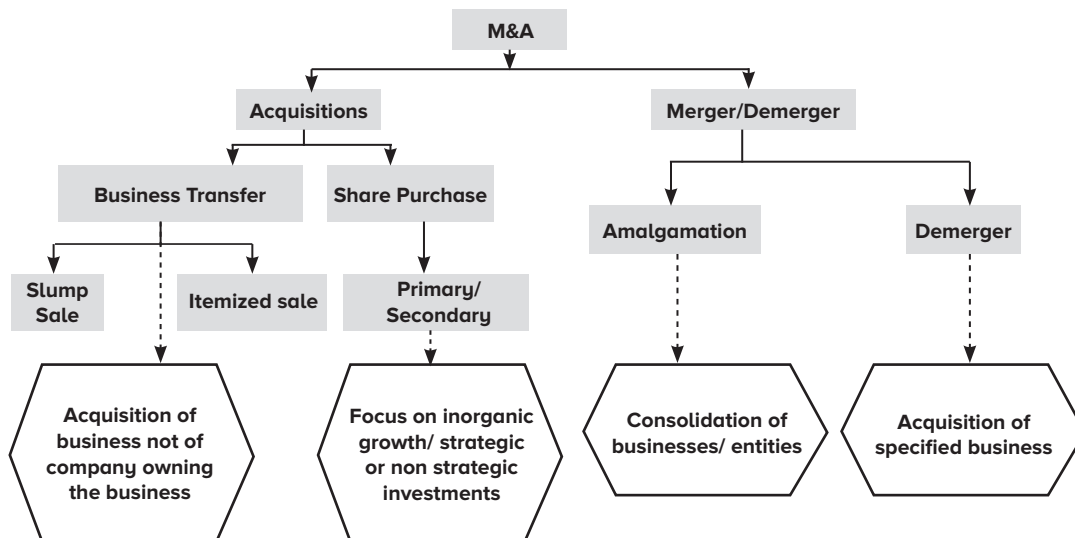 M&A
Acquisitions
Merger/Demerger
Business Transfer
Share Purchase
Amalgamation
Demerger
Slump
Sale
Itemized sale
Primary/
Secondary
Acquisition of
business not of
company owning
the business
Focus on inorganic
growth/ strategic
or non strategic
investments
Consolidation of
businesses/ entities
Acquisition of
specified business